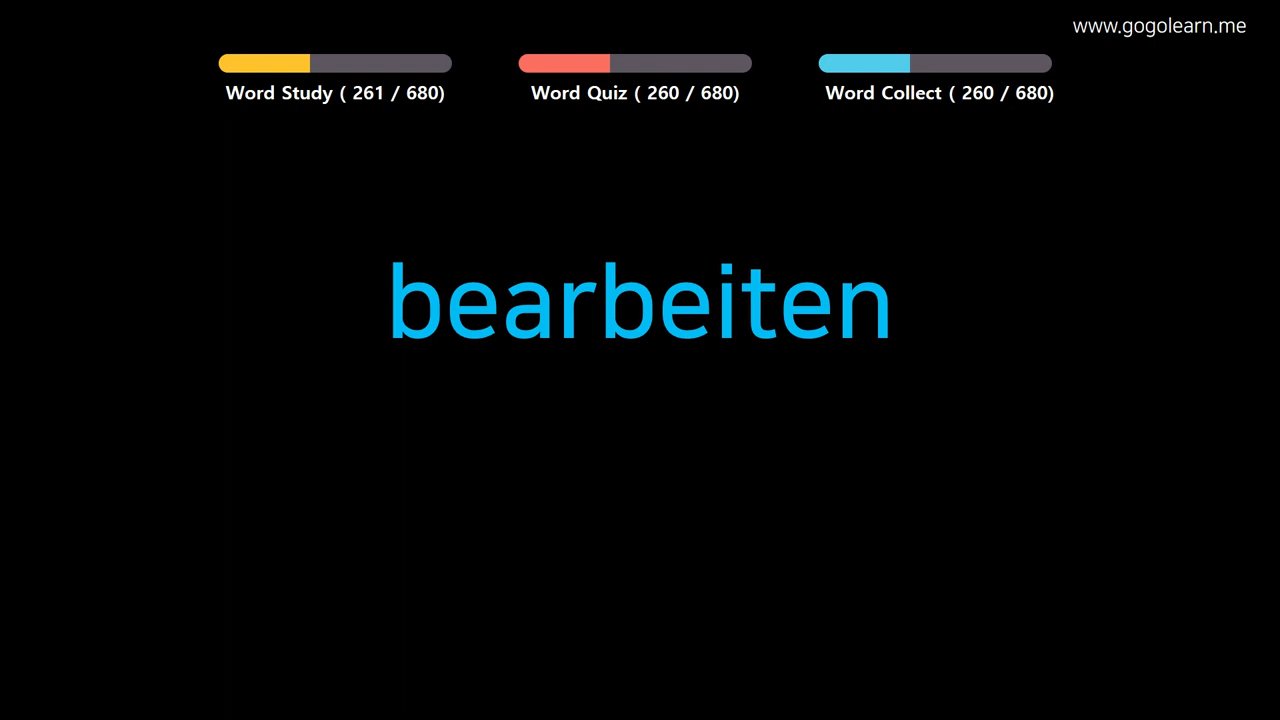 www.gogolearn.me
Word Study ( 261 / 680)
Word Quiz ( 260 / 680)
Word Collect ( 260 / 680)
bearbeiten